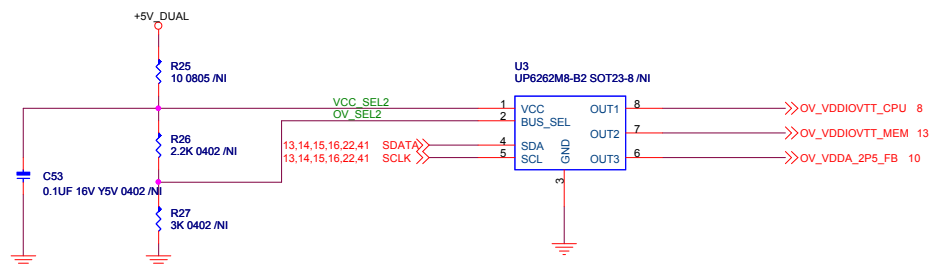 +5V_DUAL
R25
10 0805 /NI
U3
UP6262M8-B2 SOT23-8 /NI
VCC_SEL2
1
VCC
OUT1
8
OV_VDDIOVTT_CPU 8
OV_SEL2
2
BUS_SEL
OUT2
7
OV_VDDIOVTT_MEM 13
R26
2.2K 0402 /NI
13,14,15,16,22,41 SDATA
4
SDA
13,14,15,16,22,41 SCLK
5
SCL
GND
OUT3
6
OV_VDDA_2P5_FB 10
3
C53
0.1UF 16V Y5V 0402 /NI
R27
3K 0402 /NI